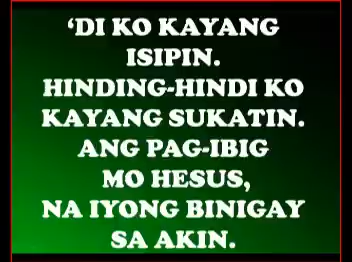 ‘DI KO KAYANG
ISIPIN.
HINDING-HINDI KO
KAYANG SUKATIN.
ANG PAG-IBIG
MO HESUS,
NA IYONG BINIGAY
SA AKIN.